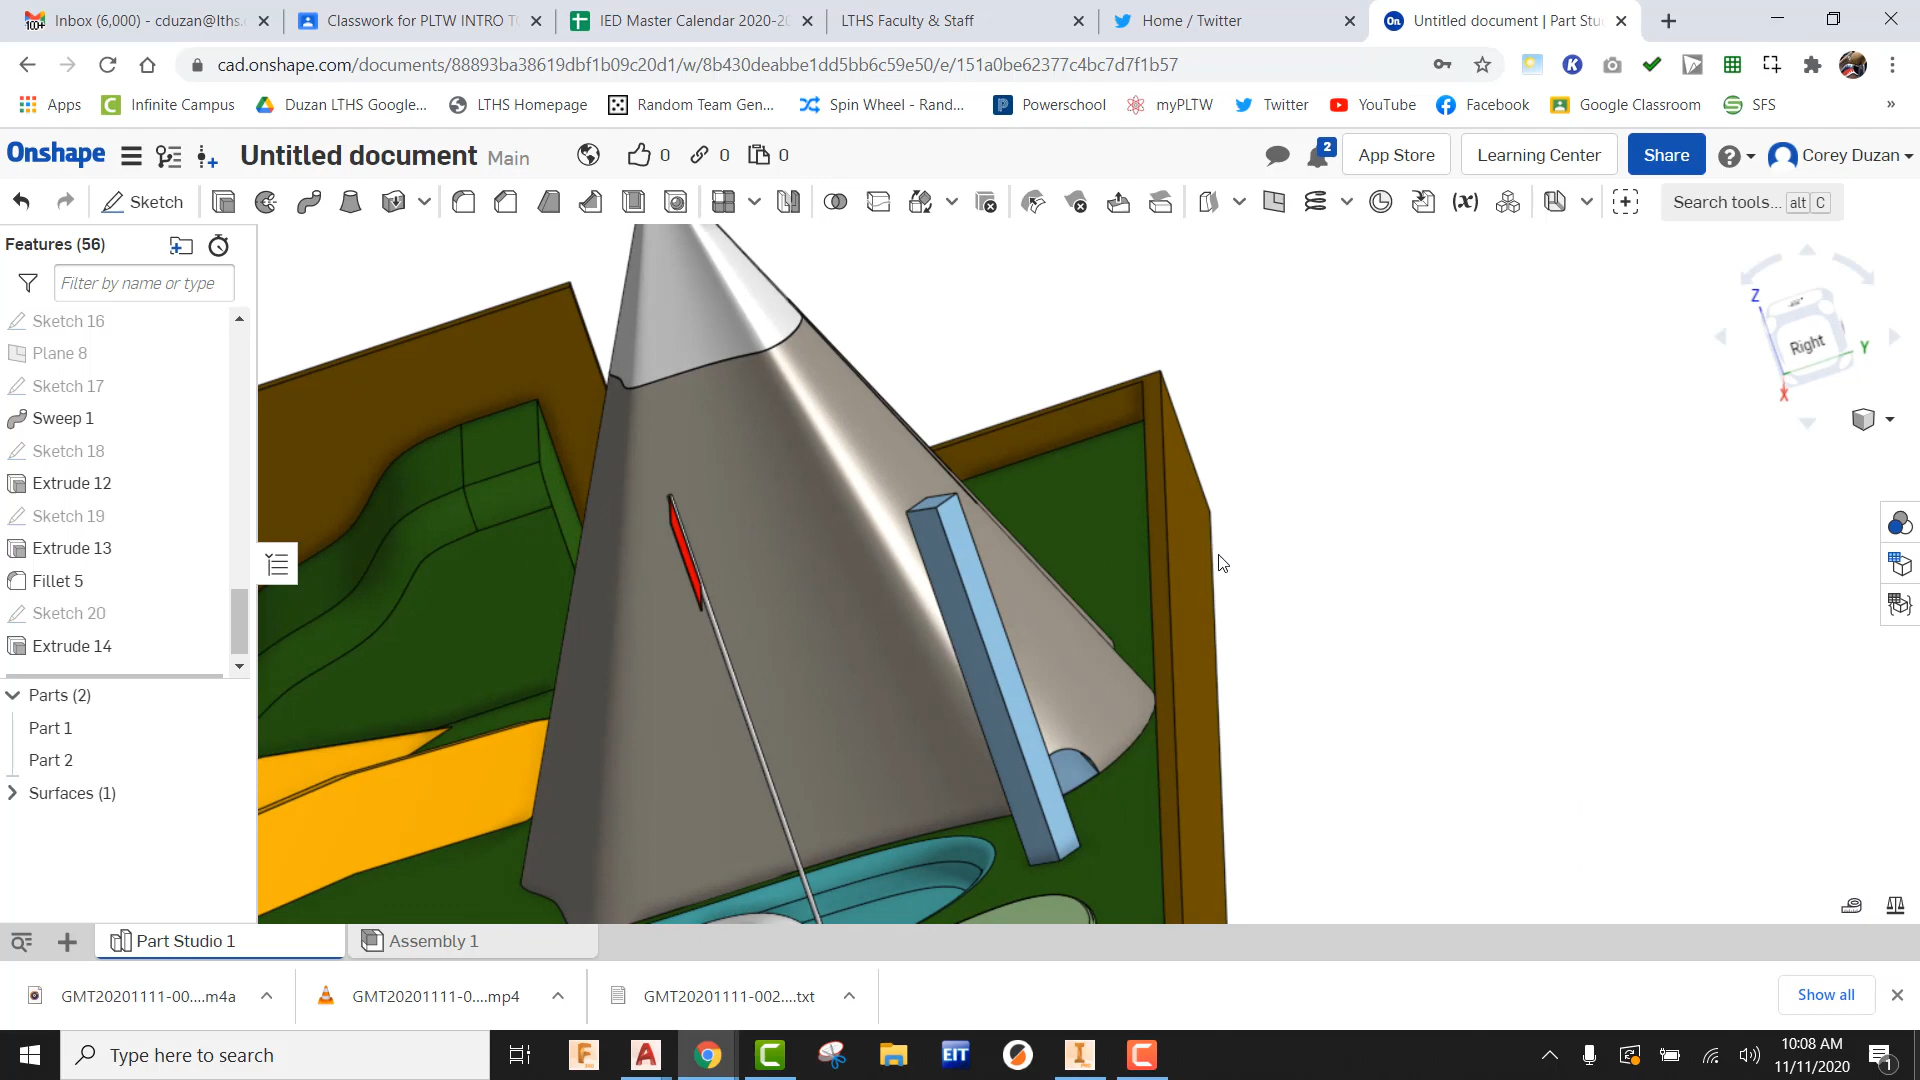 Inbox (6,000) - cduzan@lths.
Classwork for PLTW INTRO T
IED Master Calendar 2020-2
LTHS Faculty & Staff
Home / Twitter
Untitled document | Part Stu
cad.onshape.com/documents/88893ba38619dbf1b09c20d1/w/8b430deabbe1dd5bb6c59e50/e/151a0be62377c4bc7d7f1b57
Apps
Infinite Campus
Duzan LTHS Google...
LTHS Homepage
Random Team Gen...
Spin Wheel - Rand...
Powerschool
myPLTW
Twitter
YouTube
Facebook
Google Classroom
SFS
»
Onshape
Untitled document Main
0
0
0
2
App Store
Learning Center
Share
Corey Duzan
Sketch
Search tools... alt C
Features (56)
Filter by name or type
Sketch 16
Plane 8
Sketch 17
Sweep 1
Sketch 18
Extrude 12
Sketch 19
Extrude 13
Fillet 5
Sketch 20
Extrude 14
Parts (2)
Part 1
Part 2
Surfaces (1)
Z
Right
Y
X
Part Studio 1
Assembly 1
GMT20201111-00....m4a
GMT20201111-0....mp4
GMT20201111-002....txt
Show all
Type here to search
EIT
10:08 AM
11/11/2020
1